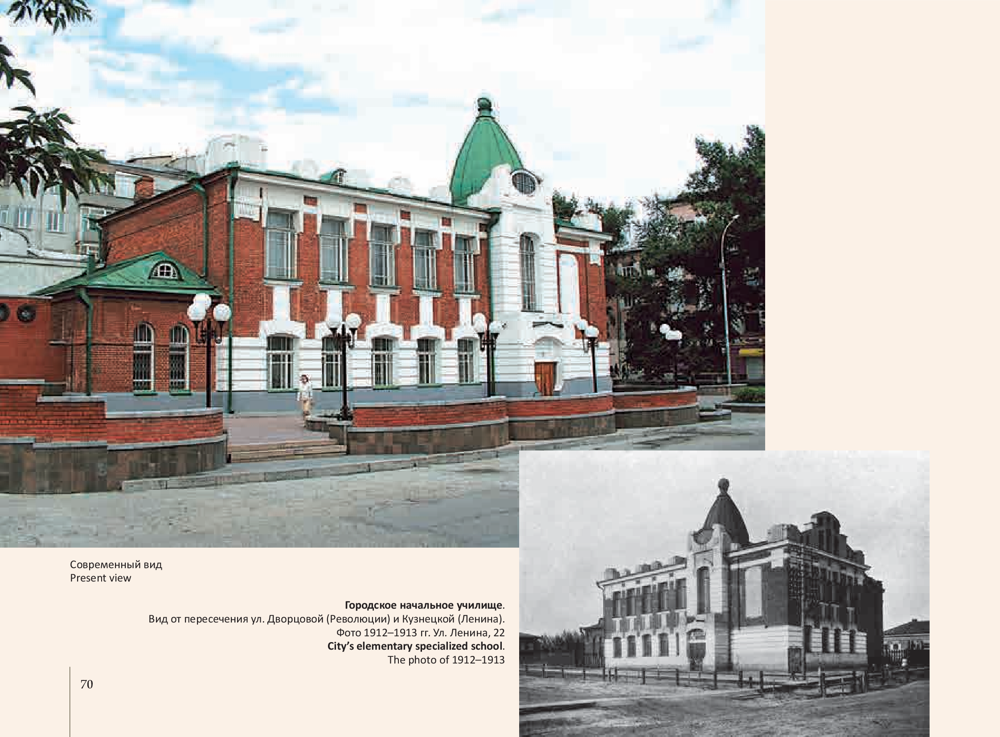 Современный вид
Present view
Городское начальное училище.
Вид от пересечения ул. Дворцовой (Революции) и Кузнецкой (Ленина).
Фото 1912–1913 гг. Ул. Ленина, 22
City’s elementary specialized school.
The photo of 1912–1913
70